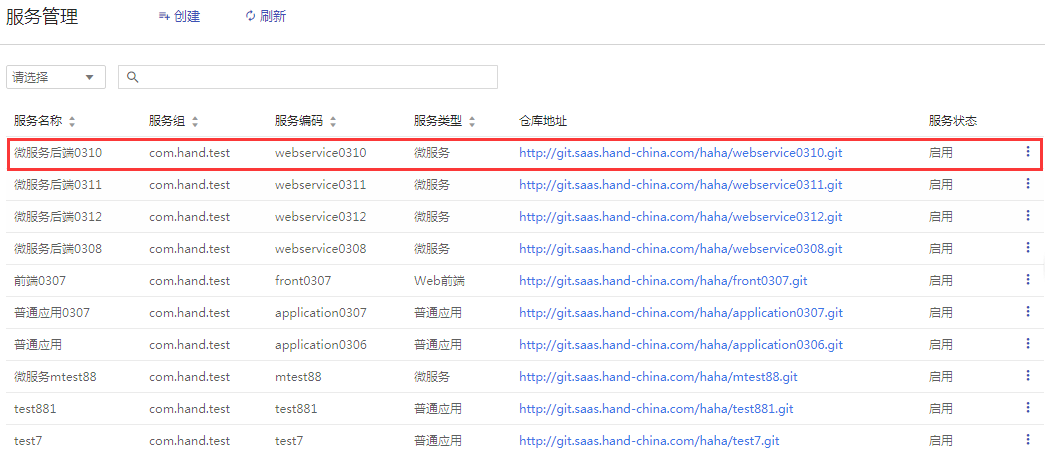 服务管理 创建 刷新
请选择
服务名称 服务组 服务编码 服务类型 仓库地址 服务状态
微服务后端0310 com.hand.test webservice0310 微服务 http://git.saas.hand-china.com/haha/webservice0310.git 启用
微服务后端0311 com.hand.test webservice0311 微服务 http://git.saas.hand-china.com/haha/webservice0311.git 启用
微服务后端0312 com.hand.test webservice0312 微服务 http://git.saas.hand-china.com/haha/webservice0312.git 启用
微服务后端0308 com.hand.test webservice0308 微服务 http://git.saas.hand-china.com/haha/webservice0308.git 启用
前端0307 com.hand.test front0307 Web前端 http://git.saas.hand-china.com/haha/front0307.git 启用
普通应用0307 com.hand.test application0307 普通应用 http://git.saas.hand-china.com/haha/application0307.git 启用
普通应用 com.hand.test application0306 普通应用 http://git.saas.hand-china.com/haha/application0306.git 启用
微服务mtest88 com.hand.test mtest88 微服务 http://git.saas.hand-china.com/haha/mtest88.git 启用
test881 com.hand.test test881 普通应用 http://git.saas.hand-china.com/haha/test881.git 启用
test7 com.hand.test test7 普通应用 http://git.saas.hand-china.com/haha/test7.git 启用